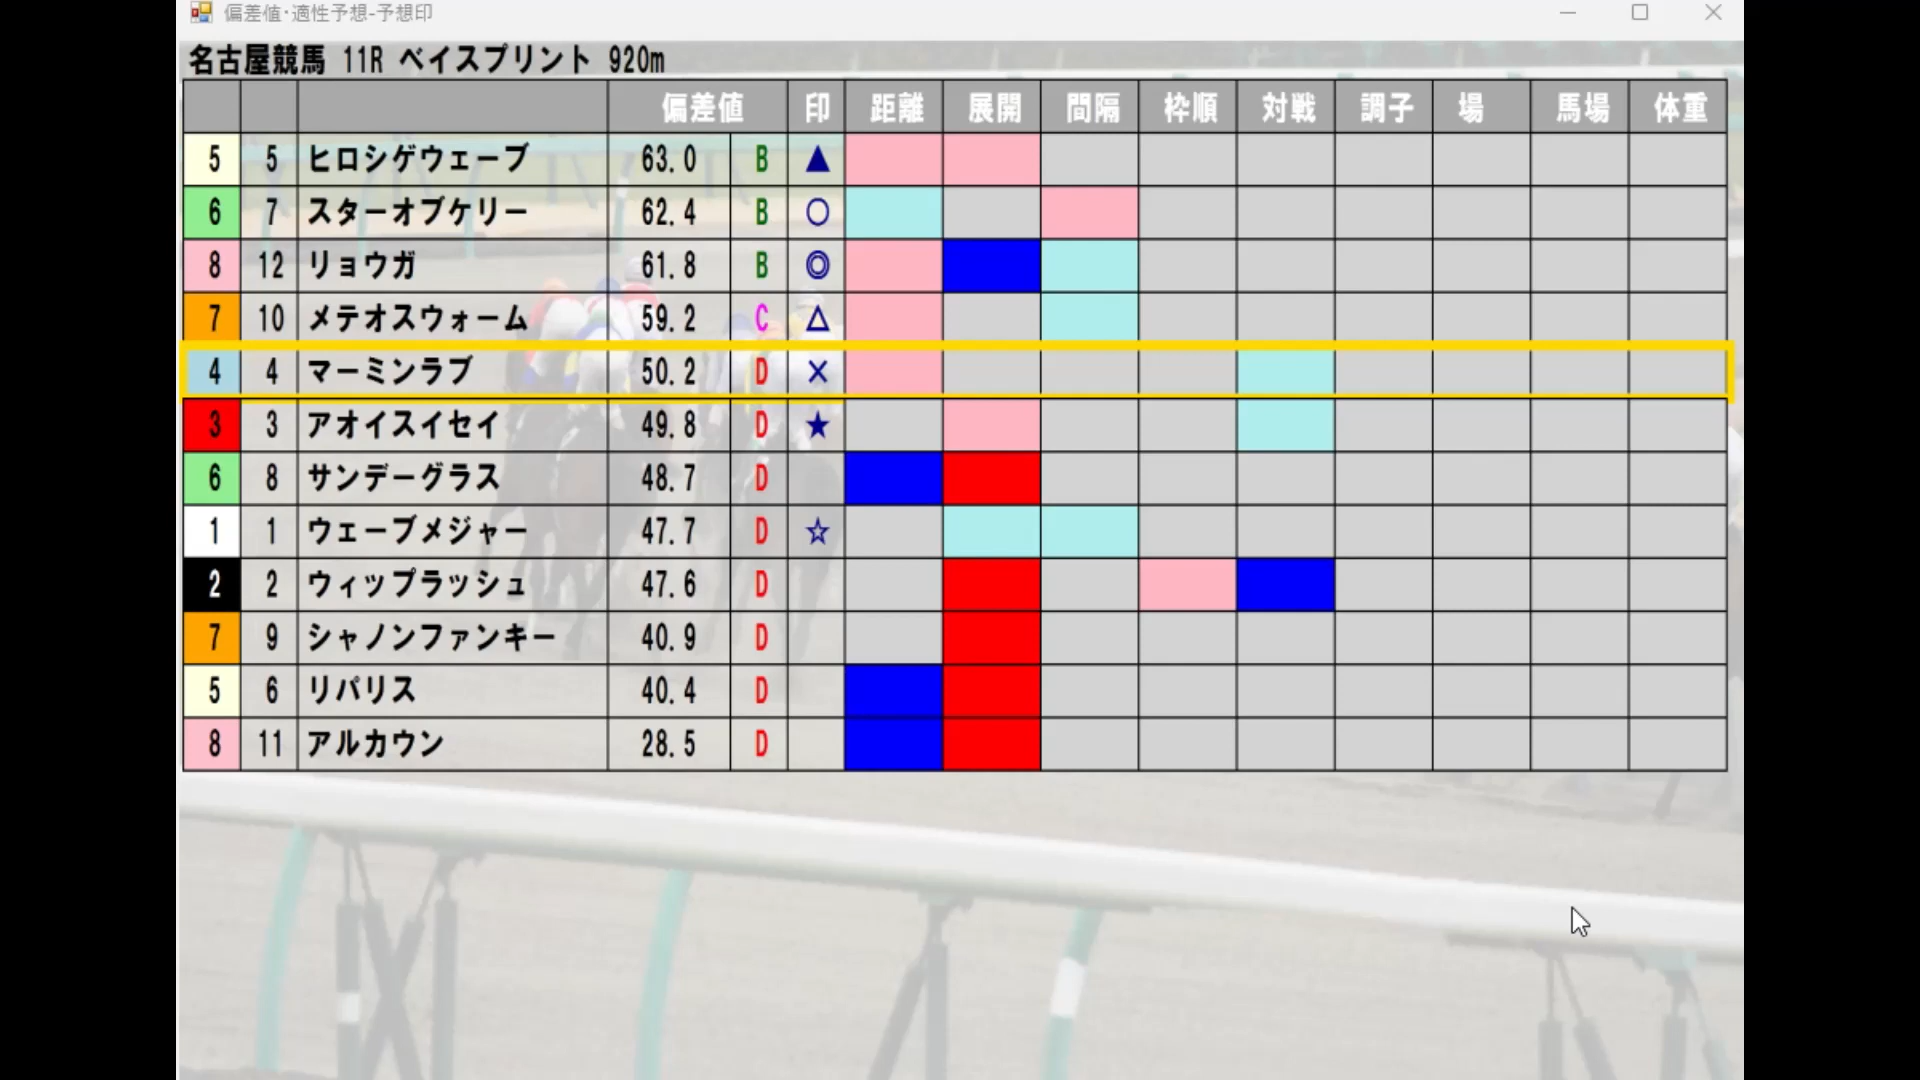 偏差値・適性予想-予想印
名古屋競馬 11R ベイスプリント 920m
偏差値 印 距離 展開 間隔 枠順 対戦 調子 場 馬場 体重
5 5 ヒロシゲウェーブ 63.0 B ▲
6 7 スターオブケリー 62.4 B ○
8 12 リョウガ 61.8 B ◎
7 10 メテオスウォーム 59.2 C △
4 4 マーミンラブ 50.2 D ×
3 3 アオイスイセイ 49.8 D ★
6 8 サンデーグラス 48.7 D
1 1 ウェーブメジャー 47.7 D ☆
2 2 ウィップラッシュ 47.6 D
7 9 シャノンファンキー 40.9 D
5 6 リパリス 40.4 D
8 11 アルカウン 28.5 D